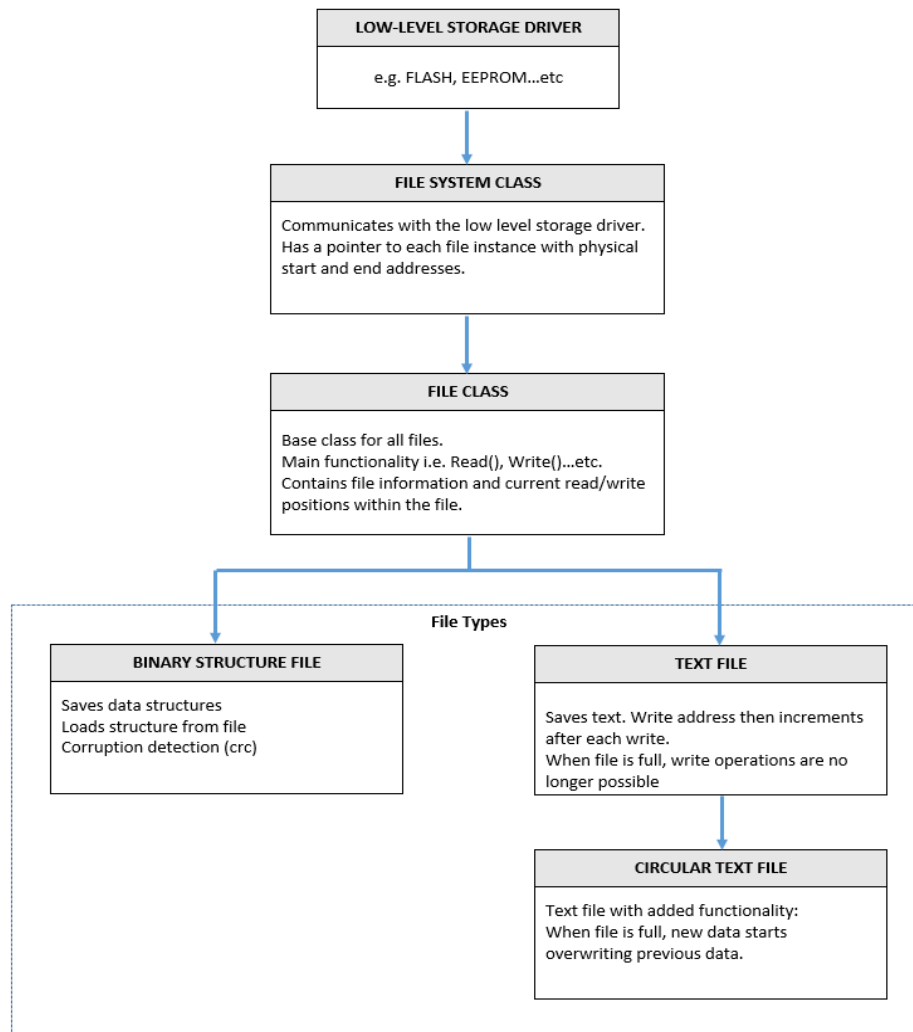 LOW-LEVEL STORAGE DRIVER
e.g. FLASH, EEPROM...etc
FILE SYSTEM CLASS
Communicates with the low level storage driver.
Has a pointer to each file instance with physical
start and end addresses.
FILE CLASS
Base class for all files.
Main functionality i.e. Read(), Write()...etc.
Contains file information and current read/write
positions within the file.
File Types
BINARY STRUCTURE FILE
Saves data structures
Loads structure from file
Corruption detection (crc)
TEXT FILE
Saves text. Write address then increments
after each write.
When file is full, write operations are no
longer possible
CIRCULAR TEXT FILE
Text file with added functionality:
When file is full, new data starts
overwriting previous data.